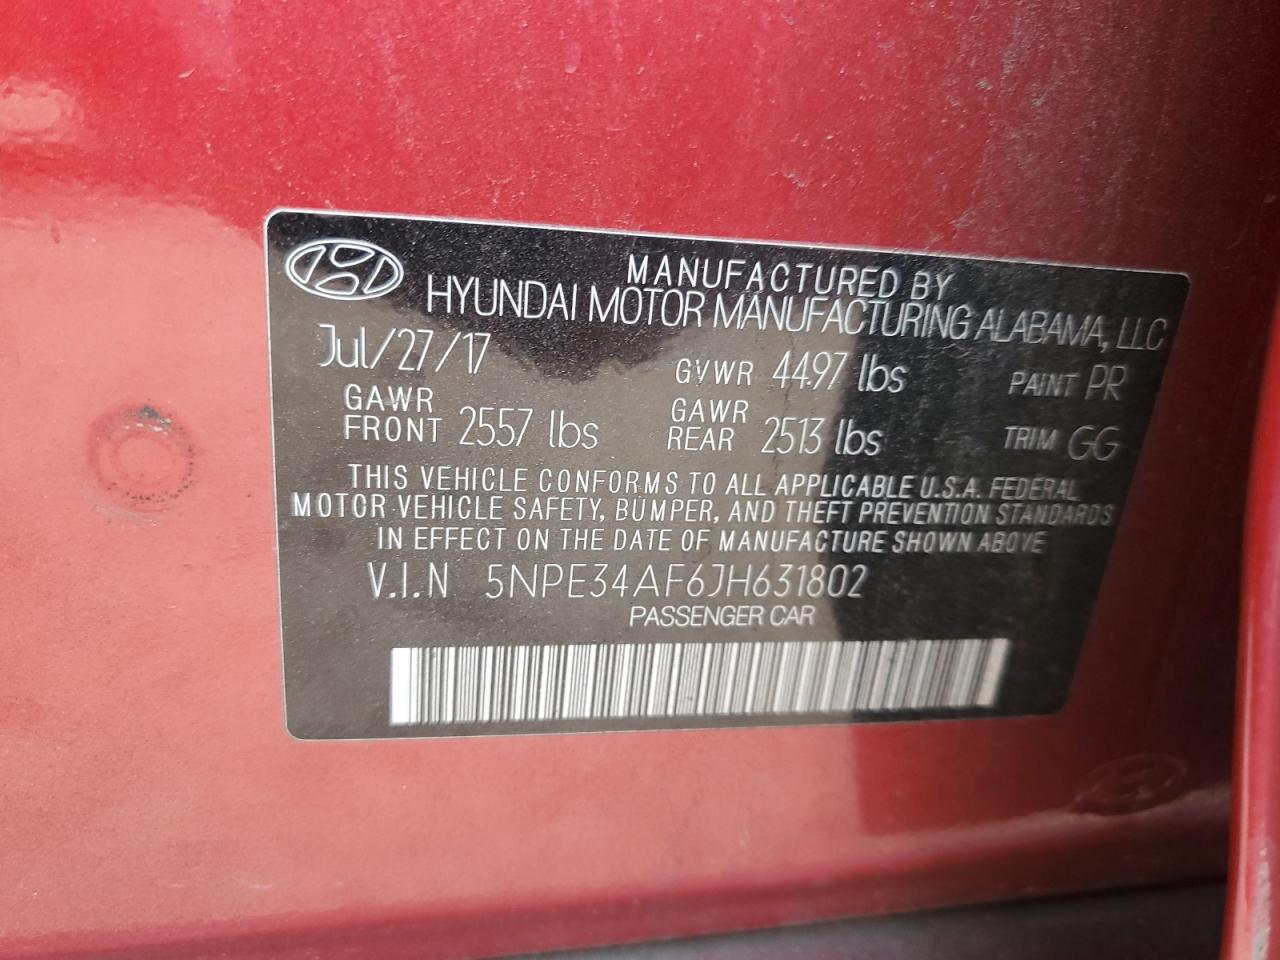 MANUFACTURED BY
HYUNDAI MOTOR MANUFACTURING ALABAMA, LLC
Jul/27/17 GVWR 4497 lbs PAINT PR
GAWR FRONT 2557 lbs GAWR REAR 2513 lbs TRIM GG
THIS VEHICLE CONFORMS TO ALL APPLICABLE U.S.A. FEDERAL
MOTOR VEHICLE SAFETY, BUMPER, AND THEFT PREVENTION STANDARDS
IN EFFECT ON THE DATE OF MANUFACTURE SHOWN ABOVE
V.I.N 5NPE34AF6JH631802
PASSENGER CAR